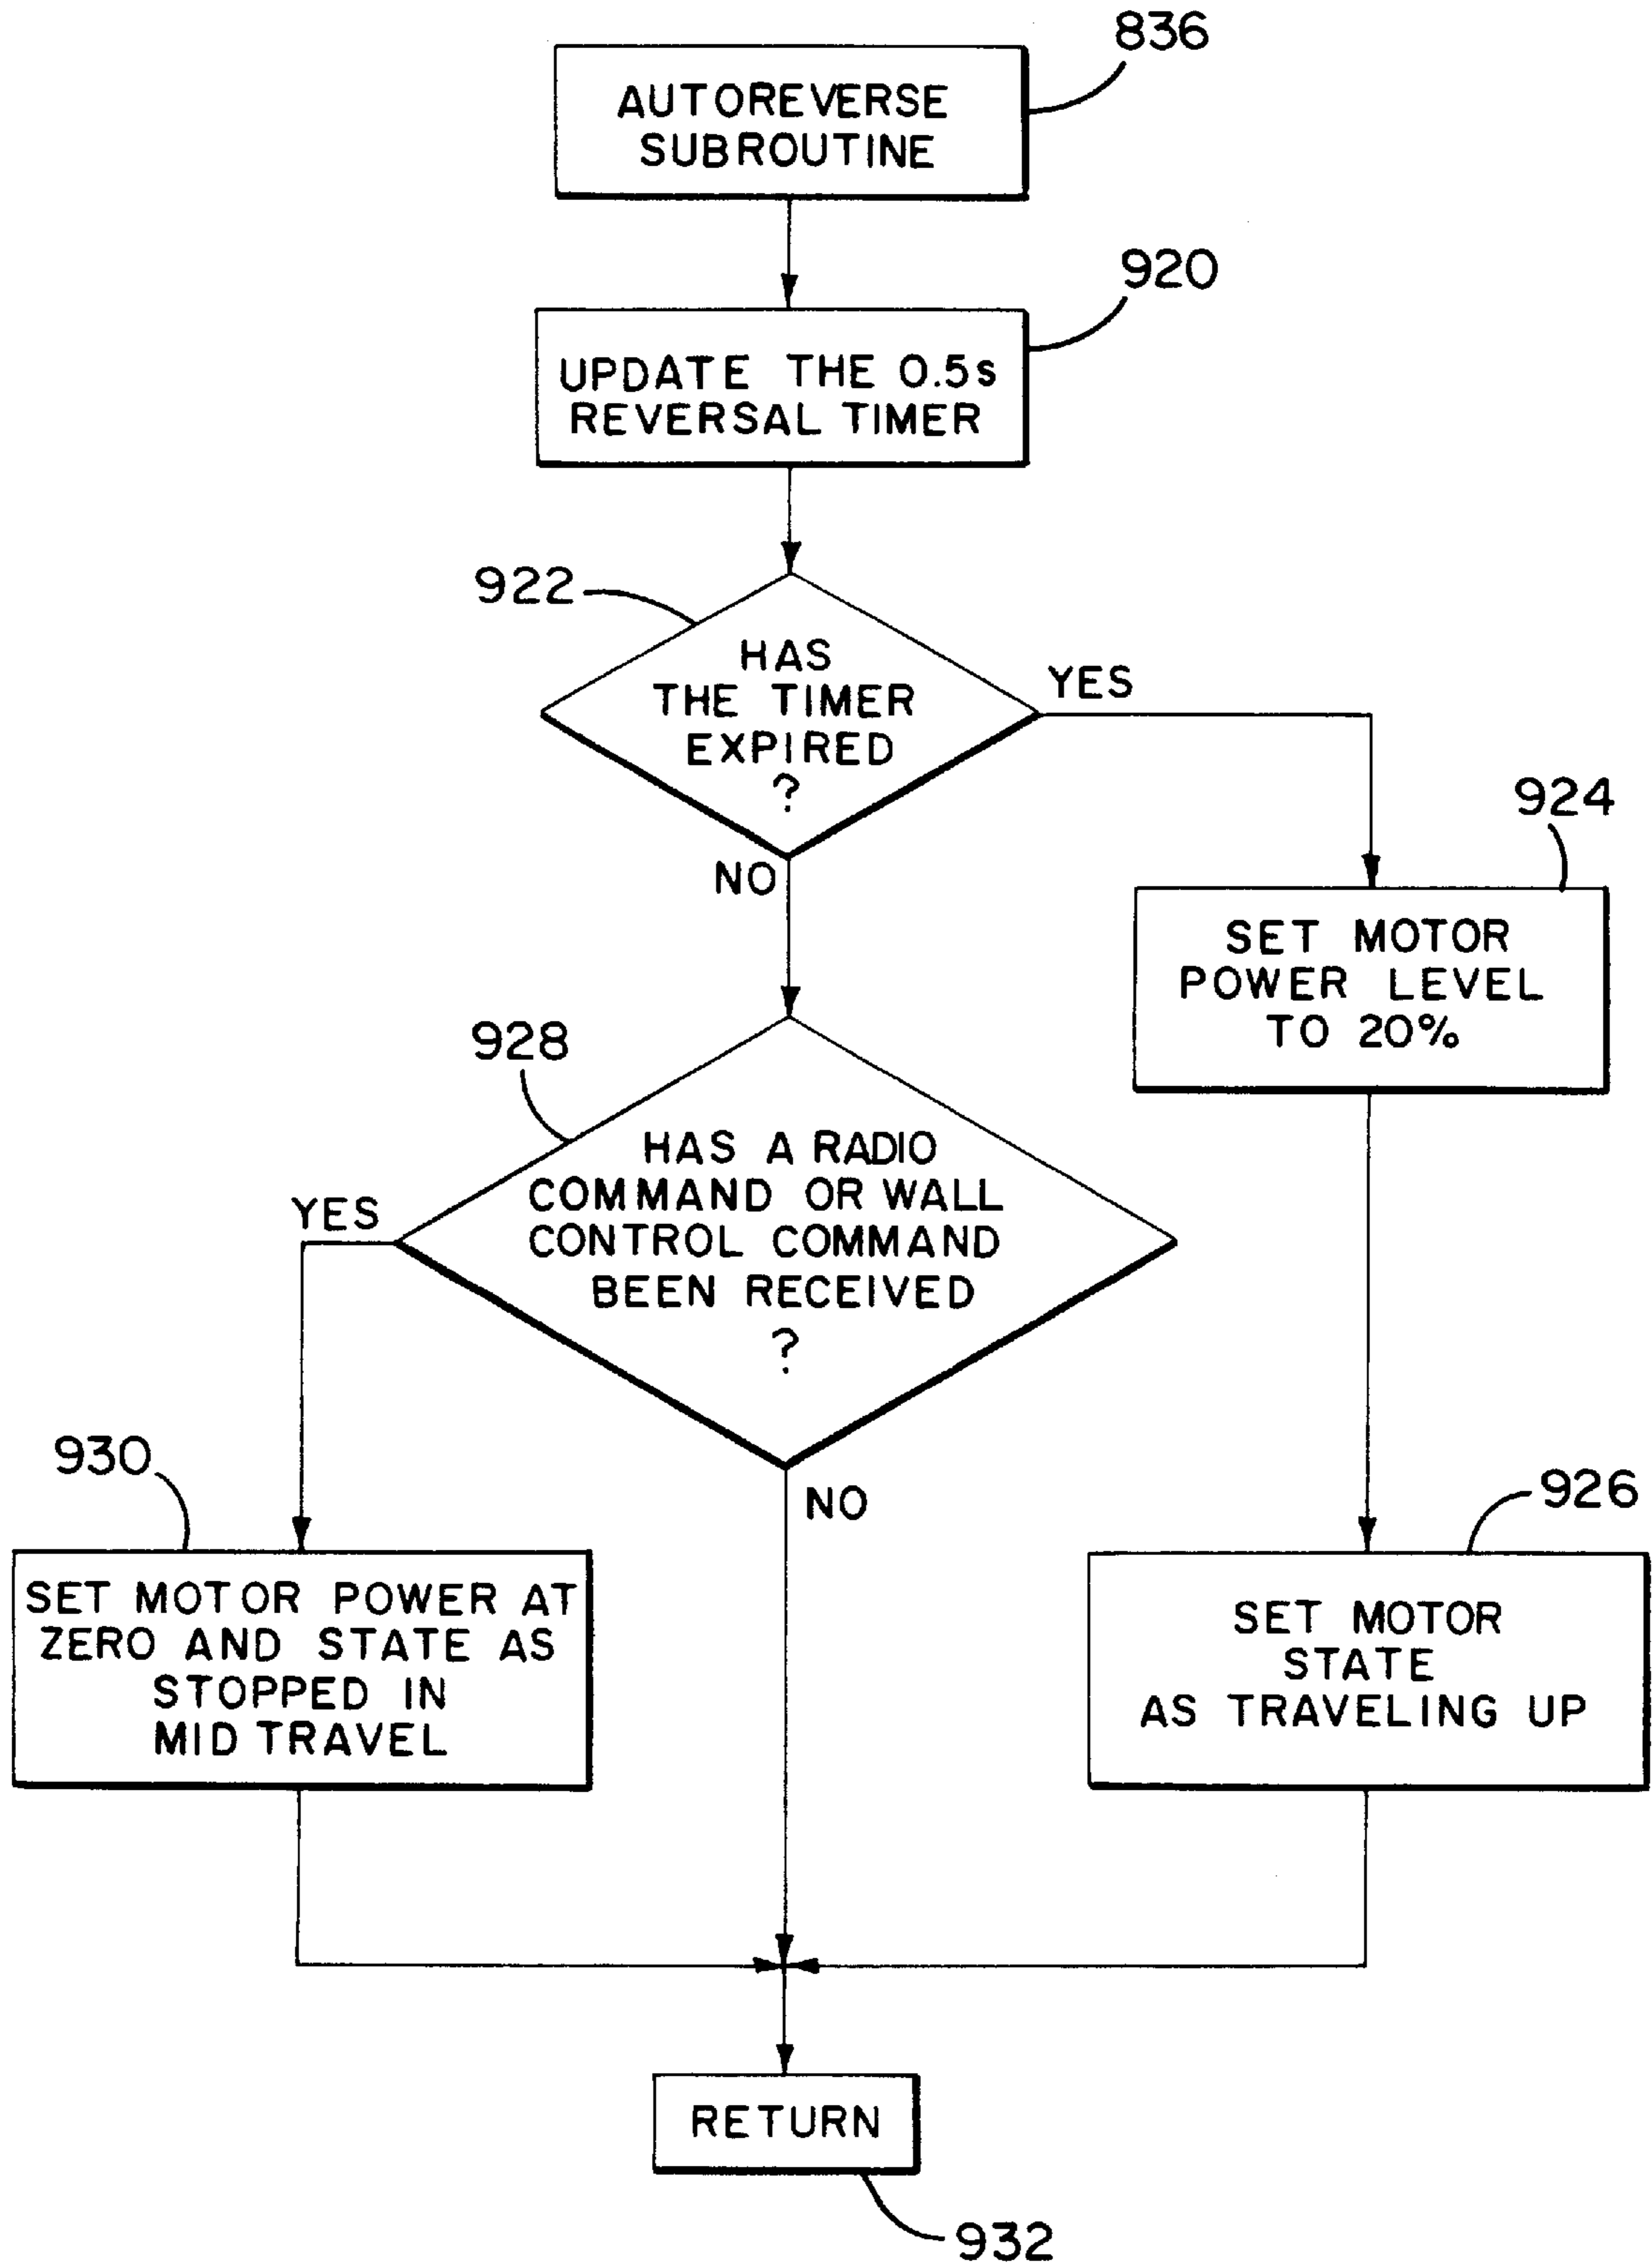 836
AUTOREVERSE
SUBROUTINE
920
UPDATE THE 0.5s
REVERSAL TIMER
922
HAS
THE TIMER
EXPIRED
?
YES
NO
924
SET MOTOR
POWER LEVEL
TO 20%
928
HAS A RADIO
COMMAND OR WALL
CONTROL COMMAND
BEEN RECEIVED
?
YES
NO
930
SET MOTOR POWER AT
ZERO AND STATE AS
STOPPED IN
MID TRAVEL
926
SET MOTOR
STATE
AS TRAVELING UP
RETURN
932